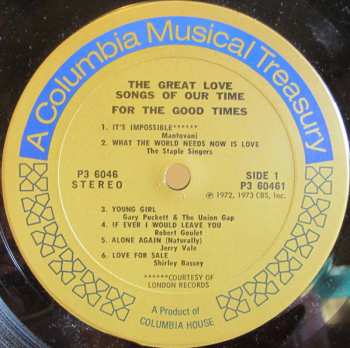 A Columbia Musical Treasury
THE GREAT LOVE
SONGS OF OUR TIME
FOR THE GOOD TIMES
1. IT'S IMPOSSIBLE******
Mantovani
2. WHAT THE WORLD NEEDS NOW IS LOVE
The Staple Singers
P3 6046
STEREO
SIDE 1
P3 60461
℗ 1972, 1973 CBS, Inc.
3. YOUNG GIRL
Gary Puckett & The Union Gap
4. IF EVER I WOULD LEAVE YOU
Robert Goulet
5. ALONE AGAIN (Naturally)
Jerry Vale
6. LOVE FOR SALE
Shirley Bassey
******COURTESY OF
LONDON RECORDS
A Product of
COLUMBIA HOUSE